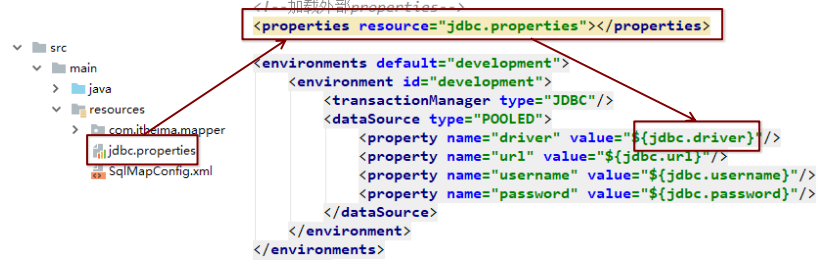 <!--加载外部properties-->
<properties resource="jdbc.properties"></properties>
src
main
java
resources
com.itheima.mapper
jdbc.properties
SqlMapConfig.xml
<environments default="development">
<environment id="development">
<transactionManager type="JDBC"/>
<dataSource type="POOLED">
<property name="driver" value="${jdbc.driver}"/>
<property name="url" value="${jdbc.url}"/>
<property name="username" value="${jdbc.username}"/>
<property name="password" value="${jdbc.password}"/>
</dataSource>
</environment>
</environments>